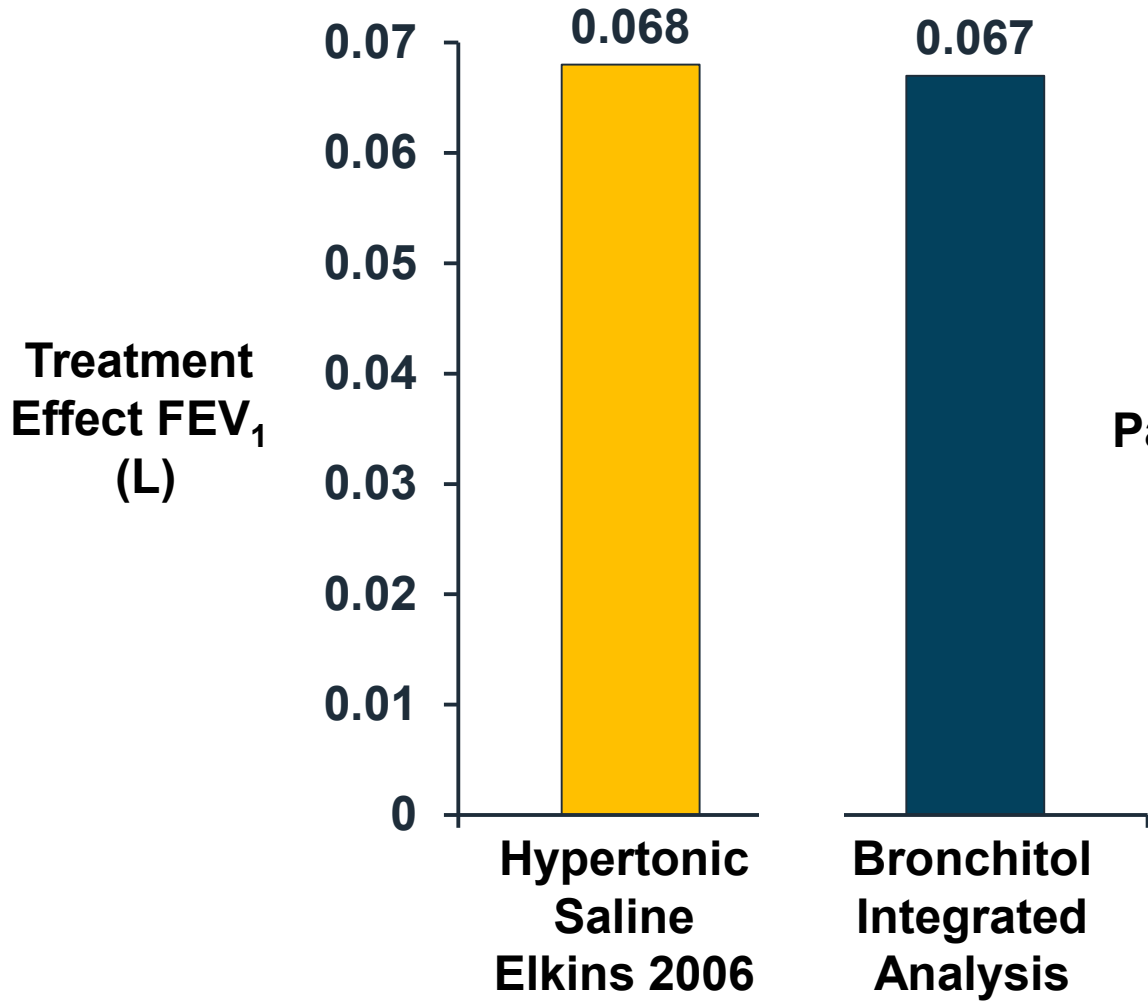 0.068
0.067
0.07
0.06
0.05
0.04
0.03
0.02
0.01
0
Treatment
Effect FEV₁
(L)
Hypertonic
Saline
Elkins 2006
Bronchitol
Integrated
Analysis